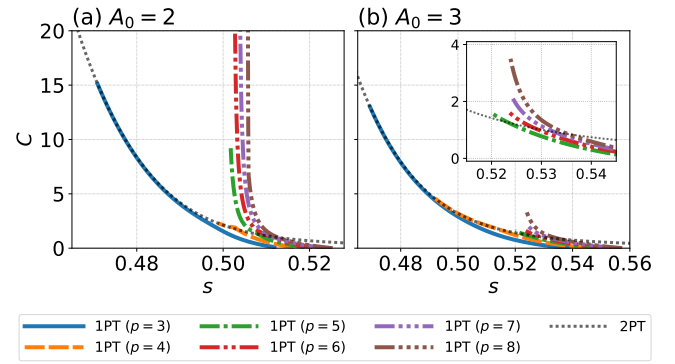 (a) A₀ = 2
(b) A₀ = 3
C
20
15
10
5
0
0.48
0.50
0.52
s
0.48
0.50
0.52
0.54
0.56
s
4
2
0
0.52
0.53
0.54
1PT (p = 3)
1PT (p = 4)
1PT (p = 5)
1PT (p = 6)
1PT (p = 7)
1PT (p = 8)
2PT